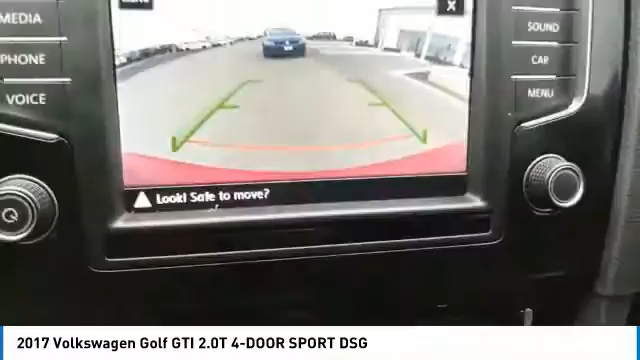 MEDIA
PHONE
VOICE
X
SOUND
CAR
MENU
Look! Safe to move?
2017 Volkswagen Golf GTI 2.0T 4-DOOR SPORT DSG